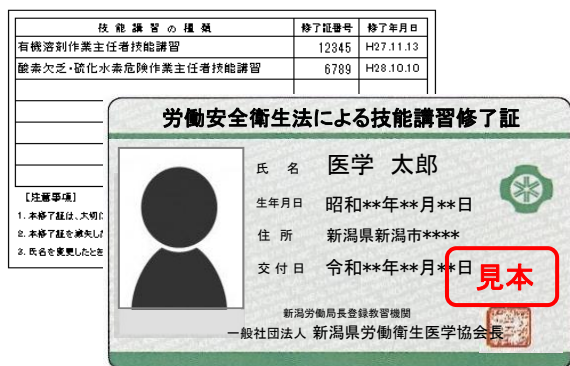 技能講習の種類 修了証番号 修了年月日
有機溶剤作業主任者技能講習 12345 H27.11.13
酸素欠乏・硫化水素危険作業主任者技能講習 6789 H28.10.10
【注意事項】
1. 本修了証は、大切に
2. 本修了証を滅失し
3. 氏名を変更したとき
労働安全衛生法による技能講習修了証
氏名 医学 太郎
生年月日 昭和**年**月**日
住所 新潟県新潟市****
交付日 令和**年**月**日
見本
新潟労働局長登録教習機関
一般社団法人 新潟県労働衛生医学協会長